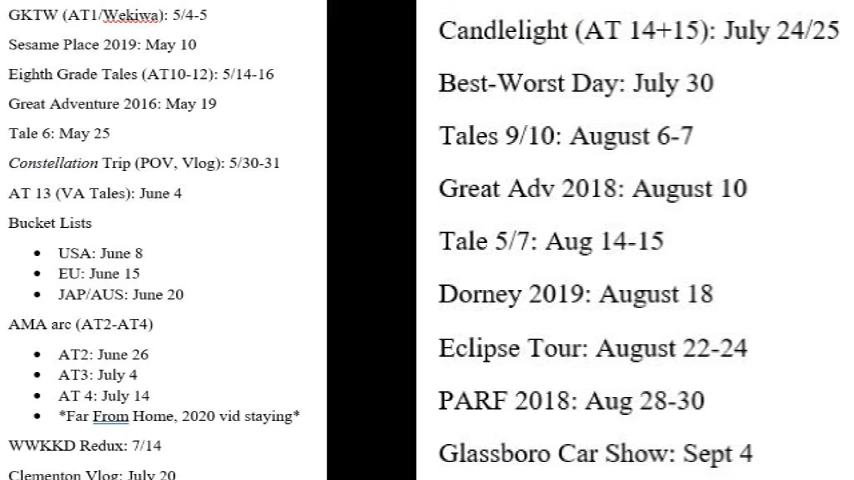 GKTW (AT1/Wekiwa): 5/4-5
Sesame Place 2019: May 10
Eighth Grade Tales (AT10-12): 5/14-16
Great Adventure 2016: May 19
Tale 6: May 25
Constellation Trip (POV, Vlog): 5/30-31
AT 13 (VA Tales): June 4
Bucket Lists
• USA: June 8
• EU: June 15
• JAP/AUS: June 20
AMA arc (AT2-AT4)
• AT2: June 26
• AT3: July 4
• AT 4: July 14
• *Far From Home, 2020 vid staying*
WWKKD Redux: 7/14
Clementon Vlog: July 20
Candlelight (AT 14+15): July 24/25
Best-Worst Day: July 30
Tales 9/10: August 6-7
Great Adv 2018: August 10
Tale 5/7: Aug 14-15
Dorney 2019: August 18
Eclipse Tour: August 22-24
PARF 2018: Aug 28-30
Glassboro Car Show: Sept 4